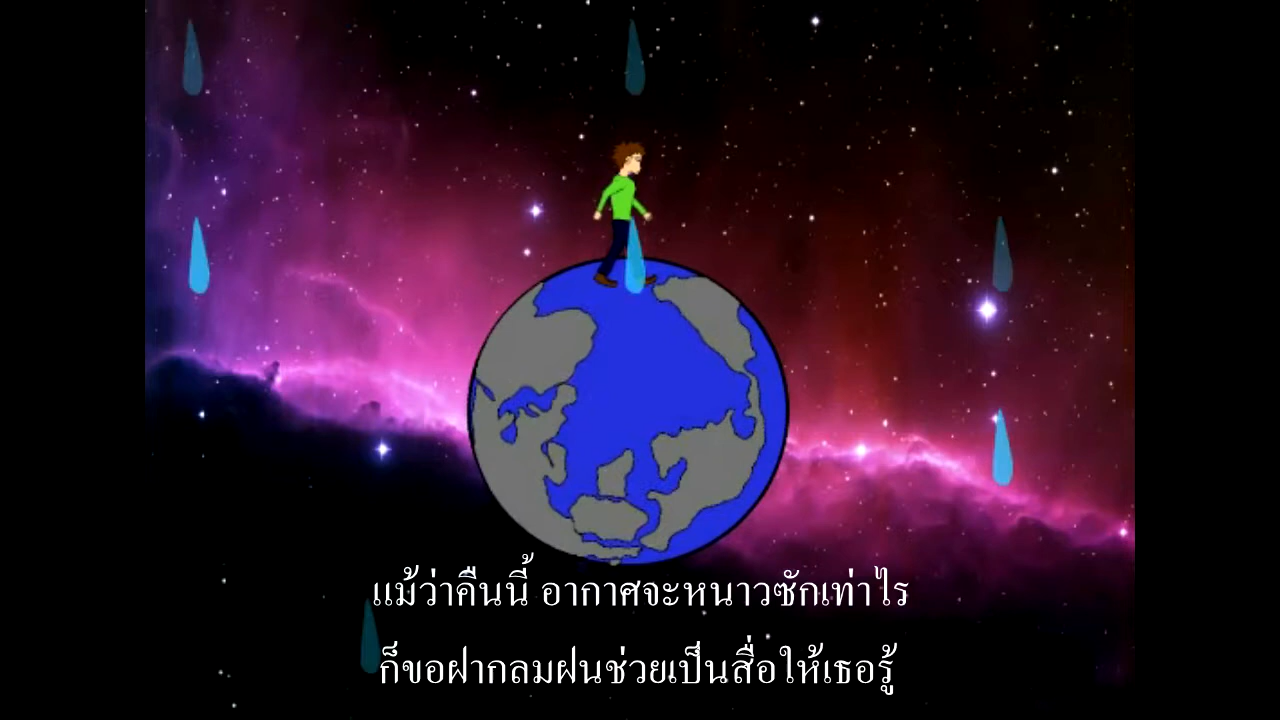 แม้ว่าคืนนี้ อากาศจะหนาวซักเท่าไร
ก็ขอฝากลมฝนช่วยเป็นสื่อให้เธอรู้